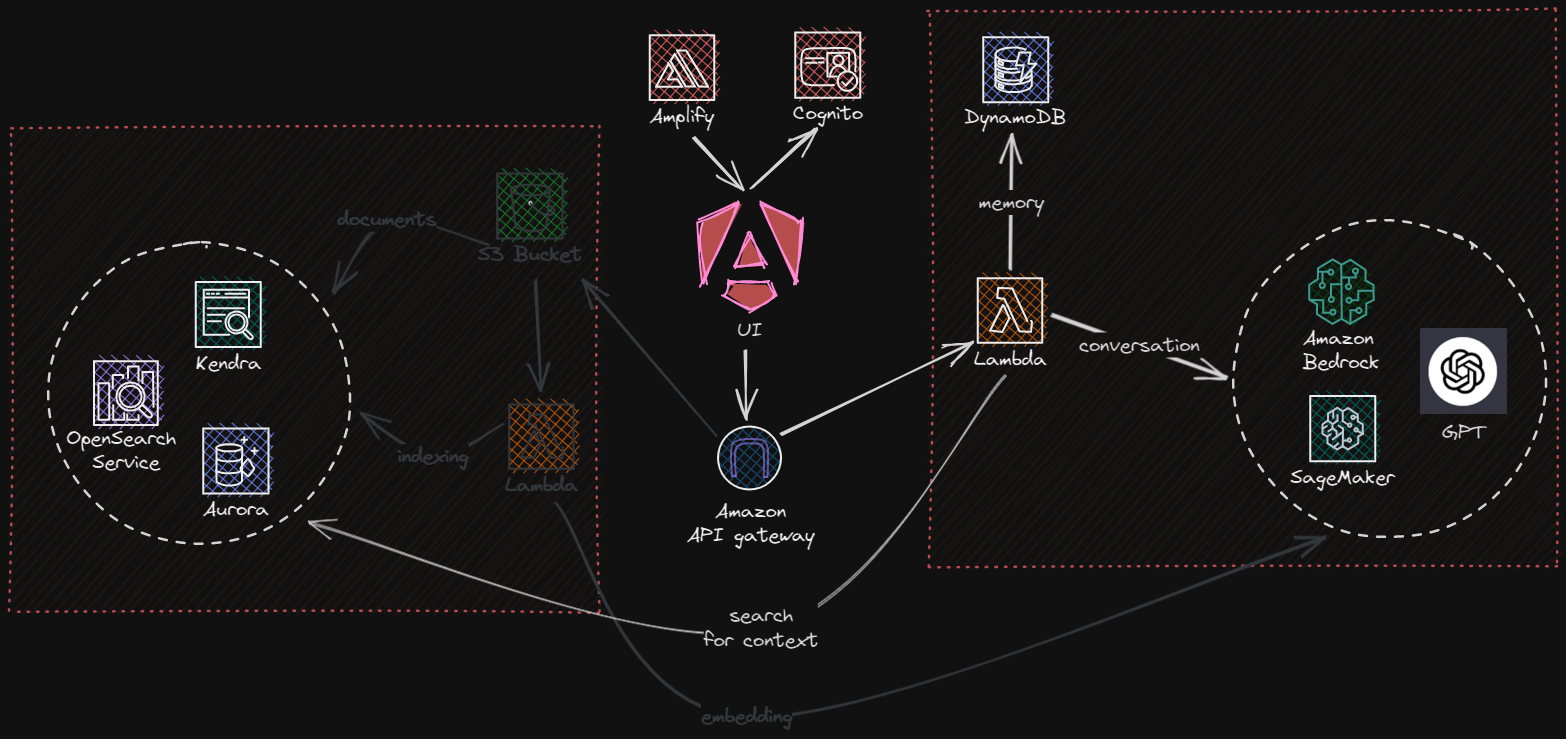 Amplify
Cognito
DynamoDB
documents
S3 Bucket
memory
UI
Kendra
Lambda
conversation
Amazon
Bedrock
GPT
OpenSearch
Service
indexing
Lambda
SageMaker
Aurora
Amazon
API gateway
search
for context
embedding